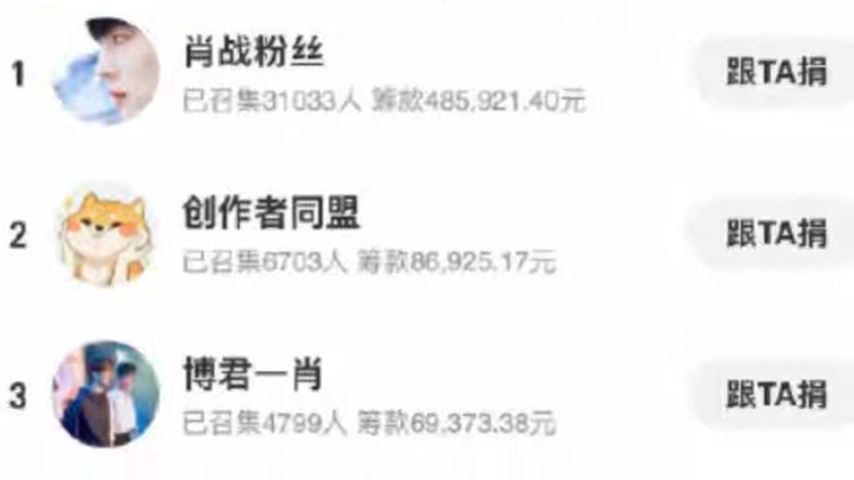 1
肖战粉丝
已召集31033人 筹款485,921.40元
跟TA捐
2
创作者同盟
已召集6703人 筹款86,925.17元
跟TA捐
3
博君一肖
已召集4799人 筹款69,373.38元
跟TA捐